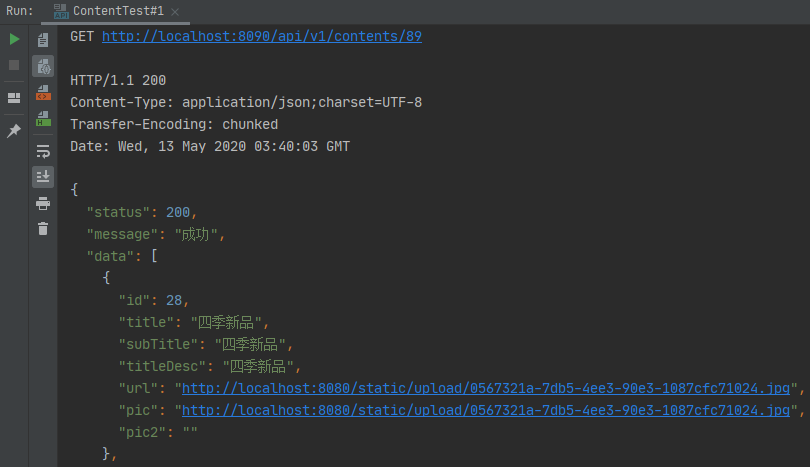 Run: ContentTest#1
GET http://localhost:8090/api/v1/contents/89
HTTP/1.1 200
Content-Type: application/json;charset=UTF-8
Transfer-Encoding: chunked
Date: Wed, 13 May 2020 03:40:03 GMT
{
"status": 200,
"message": "成功",
"data": [
{
"id": 28,
"title": "四季新品",
"subTitle": "四季新品",
"titleDesc": "四季新品",
"url": "http://localhost:8080/static/upload/0567321a-7db5-4ee3-90e3-1087cfc71024.jpg",
"pic": "http://localhost:8080/static/upload/0567321a-7db5-4ee3-90e3-1087cfc71024.jpg",
"pic2": ""
},